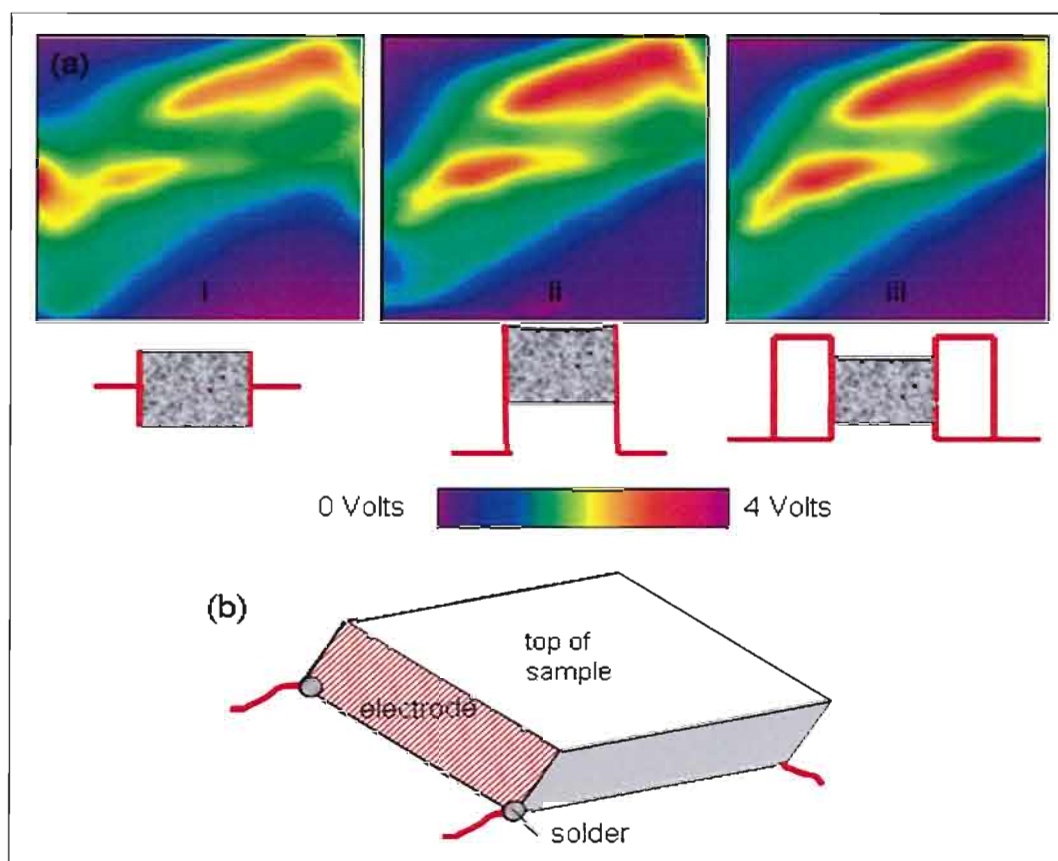 (a)
i
ii
iii
0 Volts
4 Volts
(b)
top of
sample
electrode
solder